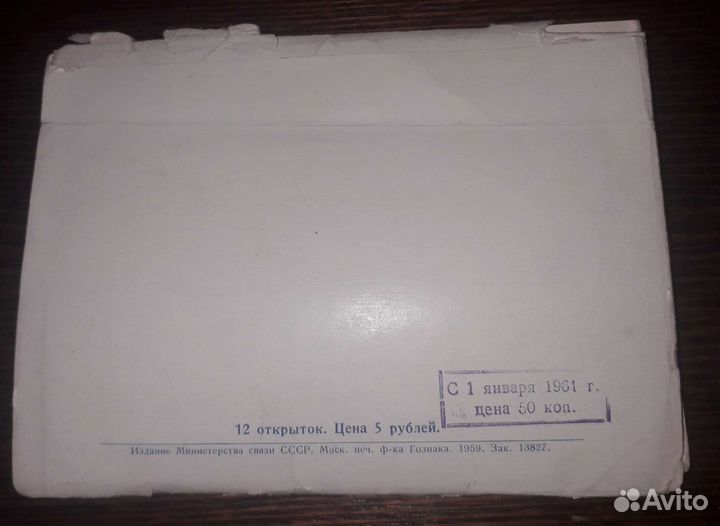 С 1 января 1961 г.
цена 50 коп.
12 открыток. Цена 5 рублей.
Издание Министерства связи СССР. Моск. печ. ф-ка Гознака. 1959. Зак. 13827.
Avito